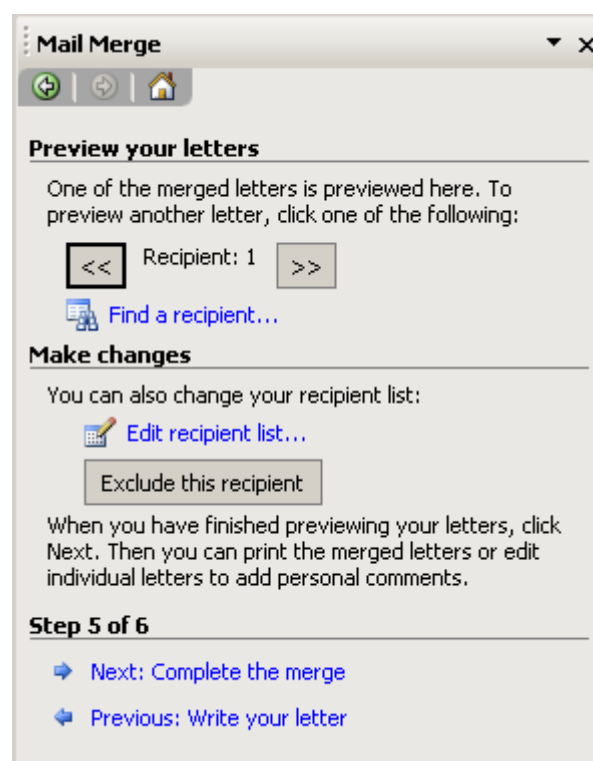 Mail Merge
Preview your letters
One of the merged letters is previewed here. To
preview another letter, click one of the following:
<< Recipient: 1 >>
Find a recipient...
Make changes
You can also change your recipient list:
Edit recipient list...
Exclude this recipient
When you have finished previewing your letters, click
Next. Then you can print the merged letters or edit
individual letters to add personal comments.
Step 5 of 6
Next: Complete the merge
Previous: Write your letter